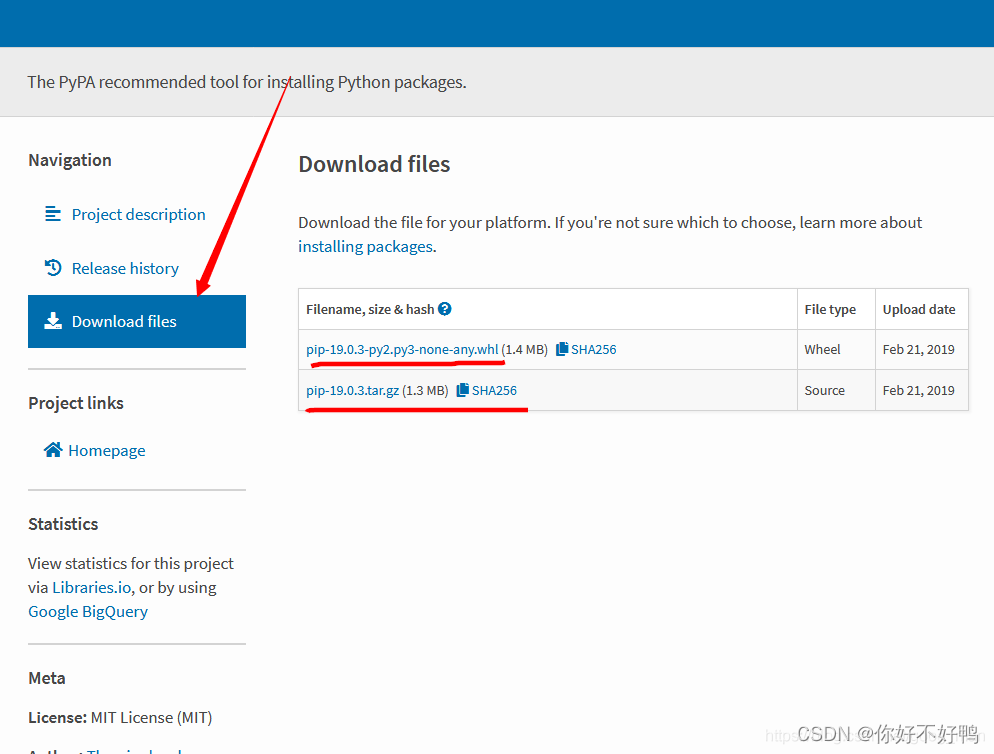 The PyPA recommended tool for installing Python packages.
Navigation
Project description
Release history
Download files
Project links
Homepage
Statistics
View statistics for this project
via Libraries.io, or by using
Google BigQuery
Meta
License: MIT License (MIT)
Download files
Download the file for your platform. If you're not sure which to choose, learn more about
installing packages.
Filename, size & hash ? File type Upload date
pip-19.0.3-py2.py3-none-any.whl (1.4 MB) SHA256 Wheel Feb 21, 2019
pip-19.0.3.tar.gz (1.3 MB) SHA256 Source Feb 21, 2019
CSDN @你好不好鸭